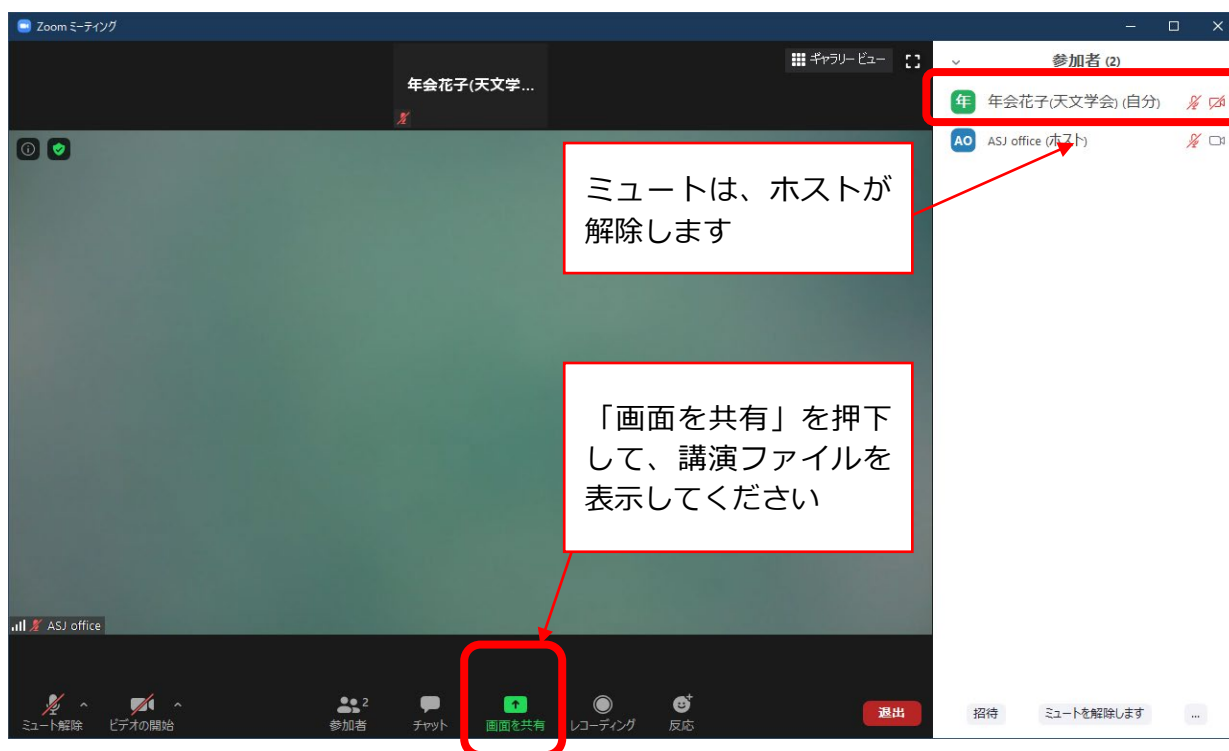 Zoom ミーティング
ギャラリービュー
年会花子(天文学...
参加者 (2)
年 年会花子(天文学会) (自分)
AO ASJ office (ホスト)
ミュートは、ホストが
解除します
「画面を共有」を押下
して、講演ファイルを
表示してください
ASJ office
ミュート解除 ビデオの開始 参加者 2 チャット 画面を共有 レコーディング 反応 退出
招待 ミュートを解除します ...